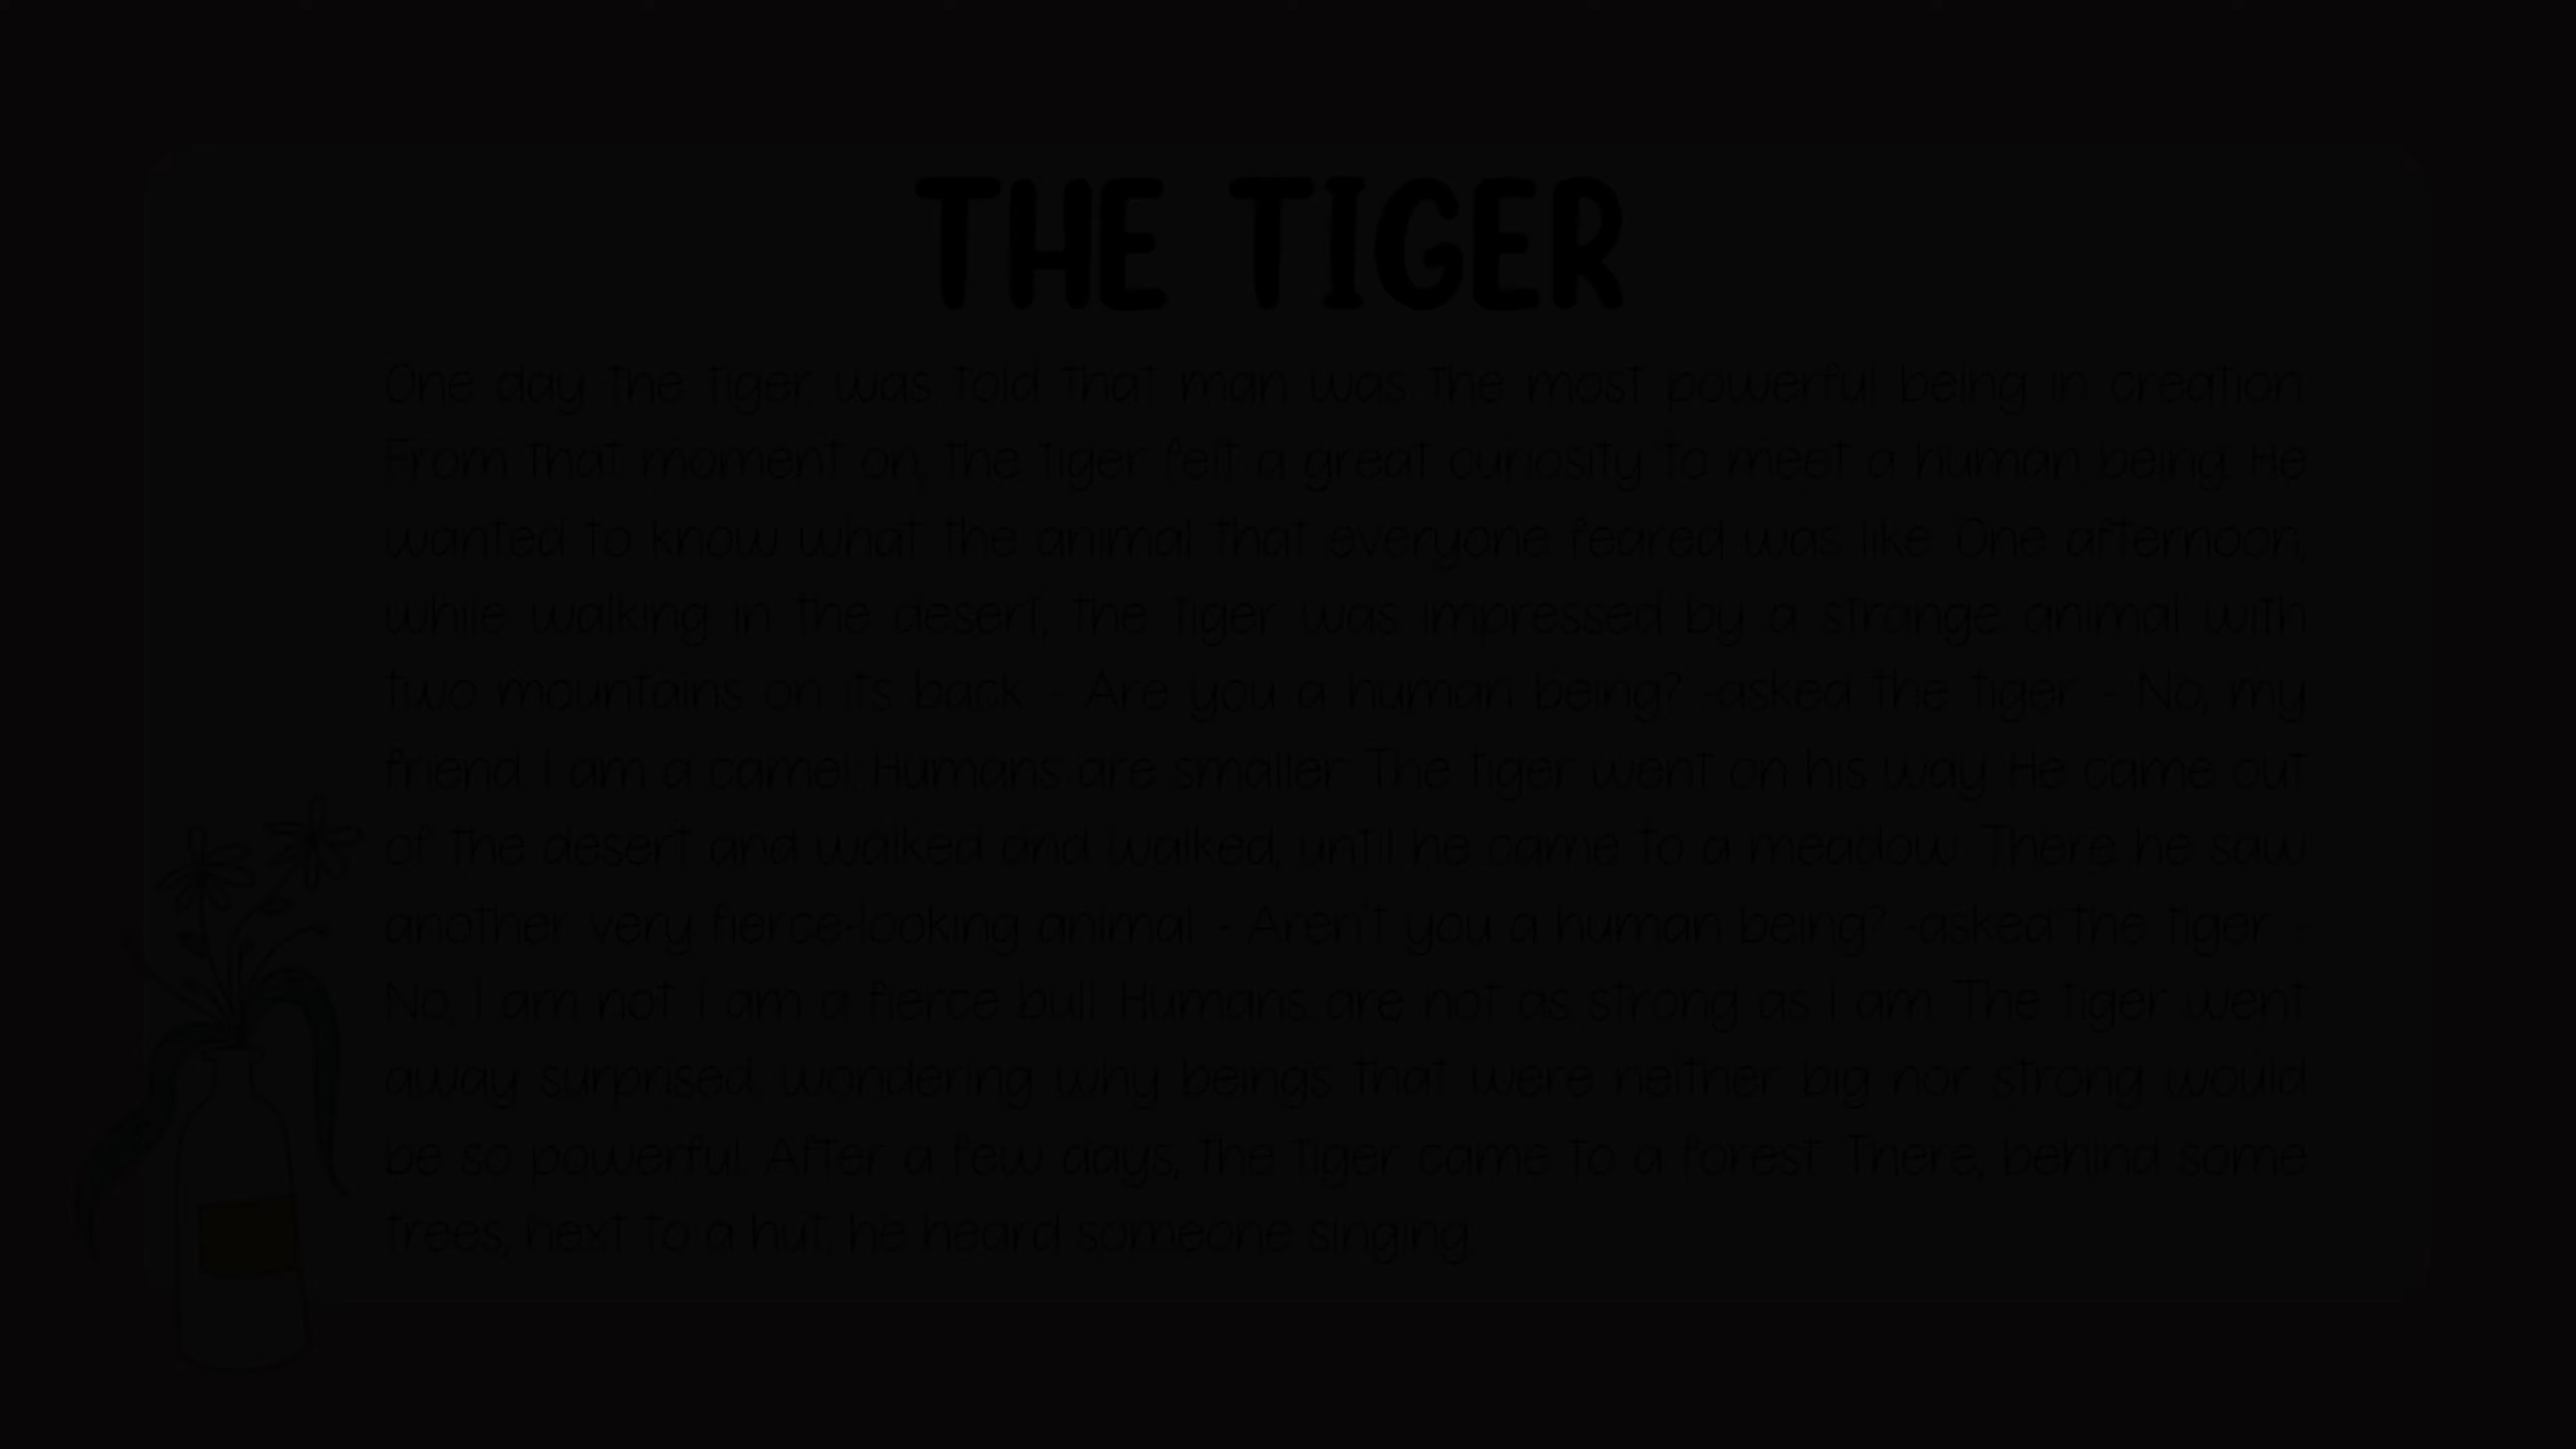 THE TIGER
One day the tiger was told that man was the most powerful being in creation.
From that moment on, the tiger felt a great curiosity to meet a human being. He
wanted to know what the animal that everyone feared was like. One afternoon,
while walking in the desert, the tiger was impressed by a strange animal with
two mountains on its back. - Are you a human being? -asked the tiger. - No, my
friend. I am a camel. Humans are smaller. The tiger went on his way. He came out
of the desert and walked and walked, until he came to a meadow. There he saw
another very fierce-looking animal. - Aren't you a human being? -asked the tiger. -
No, I am not. I am a fierce bull. Humans are not as strong as I am. The tiger went
away surprised, wondering why beings that were neither big nor strong would
be so powerful. After a few days, the tiger came to a forest. There, behind some
trees, next to a hut, he heard someone singing.